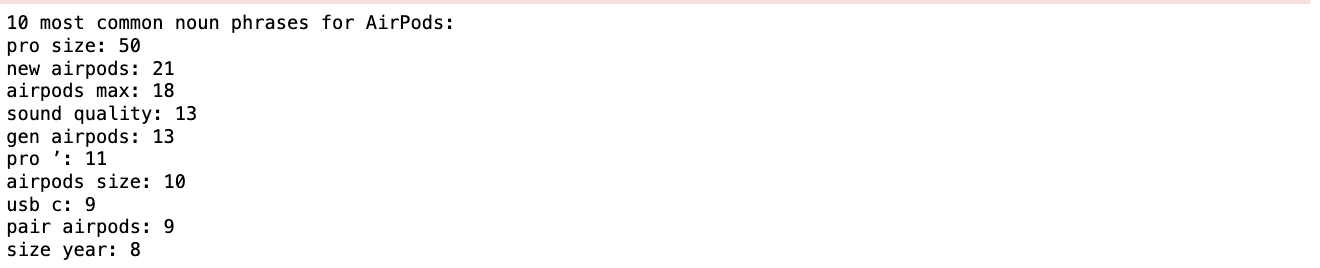 10 most common noun phrases for AirPods:
pro size: 50
new airpods: 21
airpods max: 18
sound quality: 13
gen airpods: 13
pro ’: 11
airpods size: 10
usb c: 9
pair airpods: 9
size year: 8